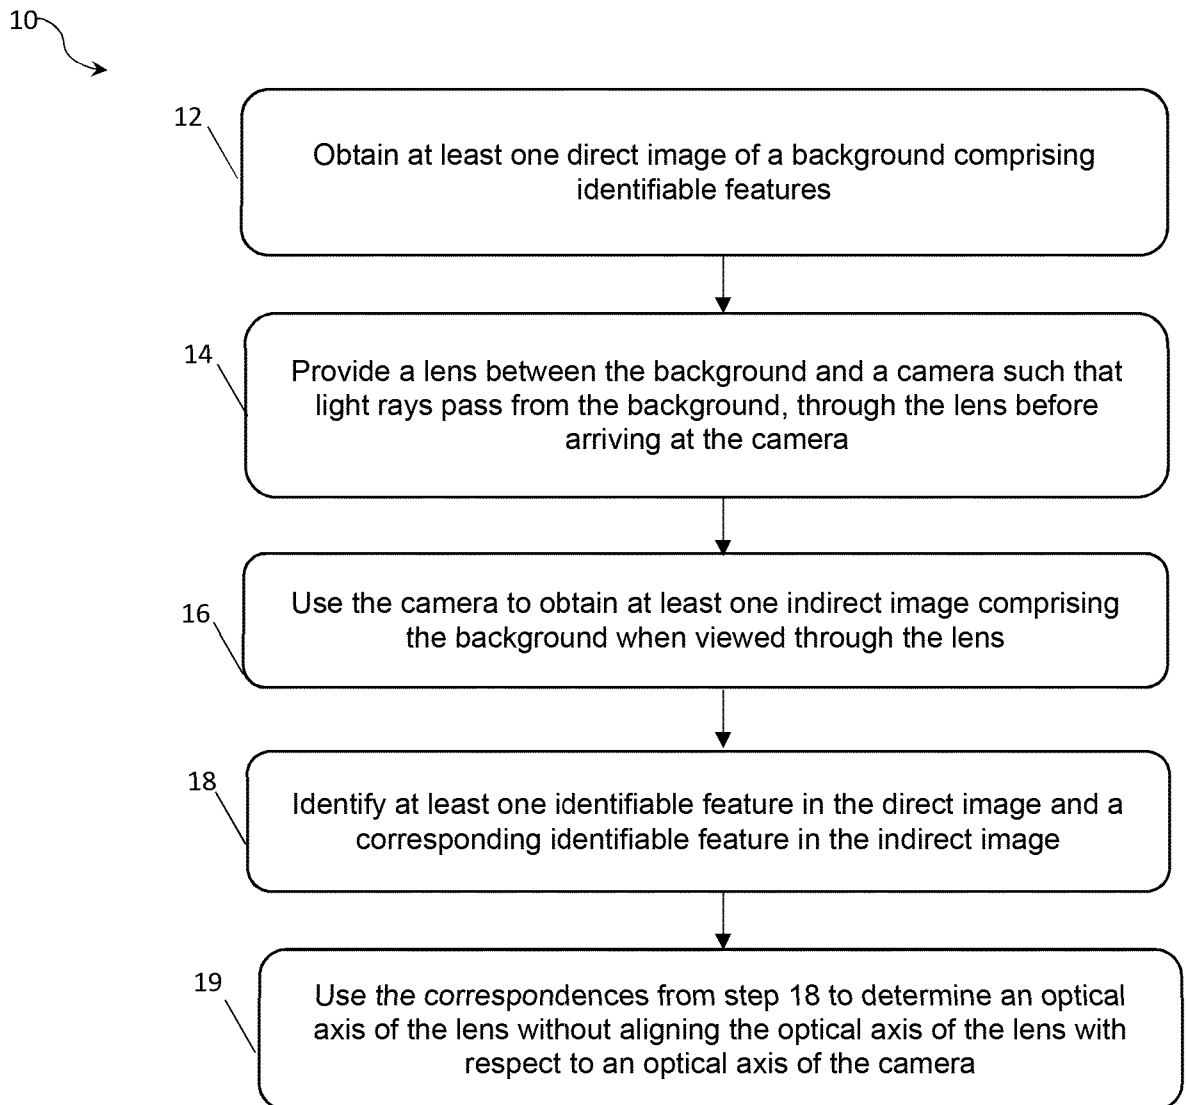 10
12
Obtain at least one direct image of a background comprising
identifiable features
14
Provide a lens between the background and a camera such that
light rays pass from the background, through the lens before
arriving at the camera
16
Use the camera to obtain at least one indirect image comprising
the background when viewed through the lens
18
Identify at least one identifiable feature in the direct image and a
corresponding identifiable feature in the indirect image
19
Use the correspondences from step 18 to determine an optical
axis of the lens without aligning the optical axis of the lens with
respect to an optical axis of the camera